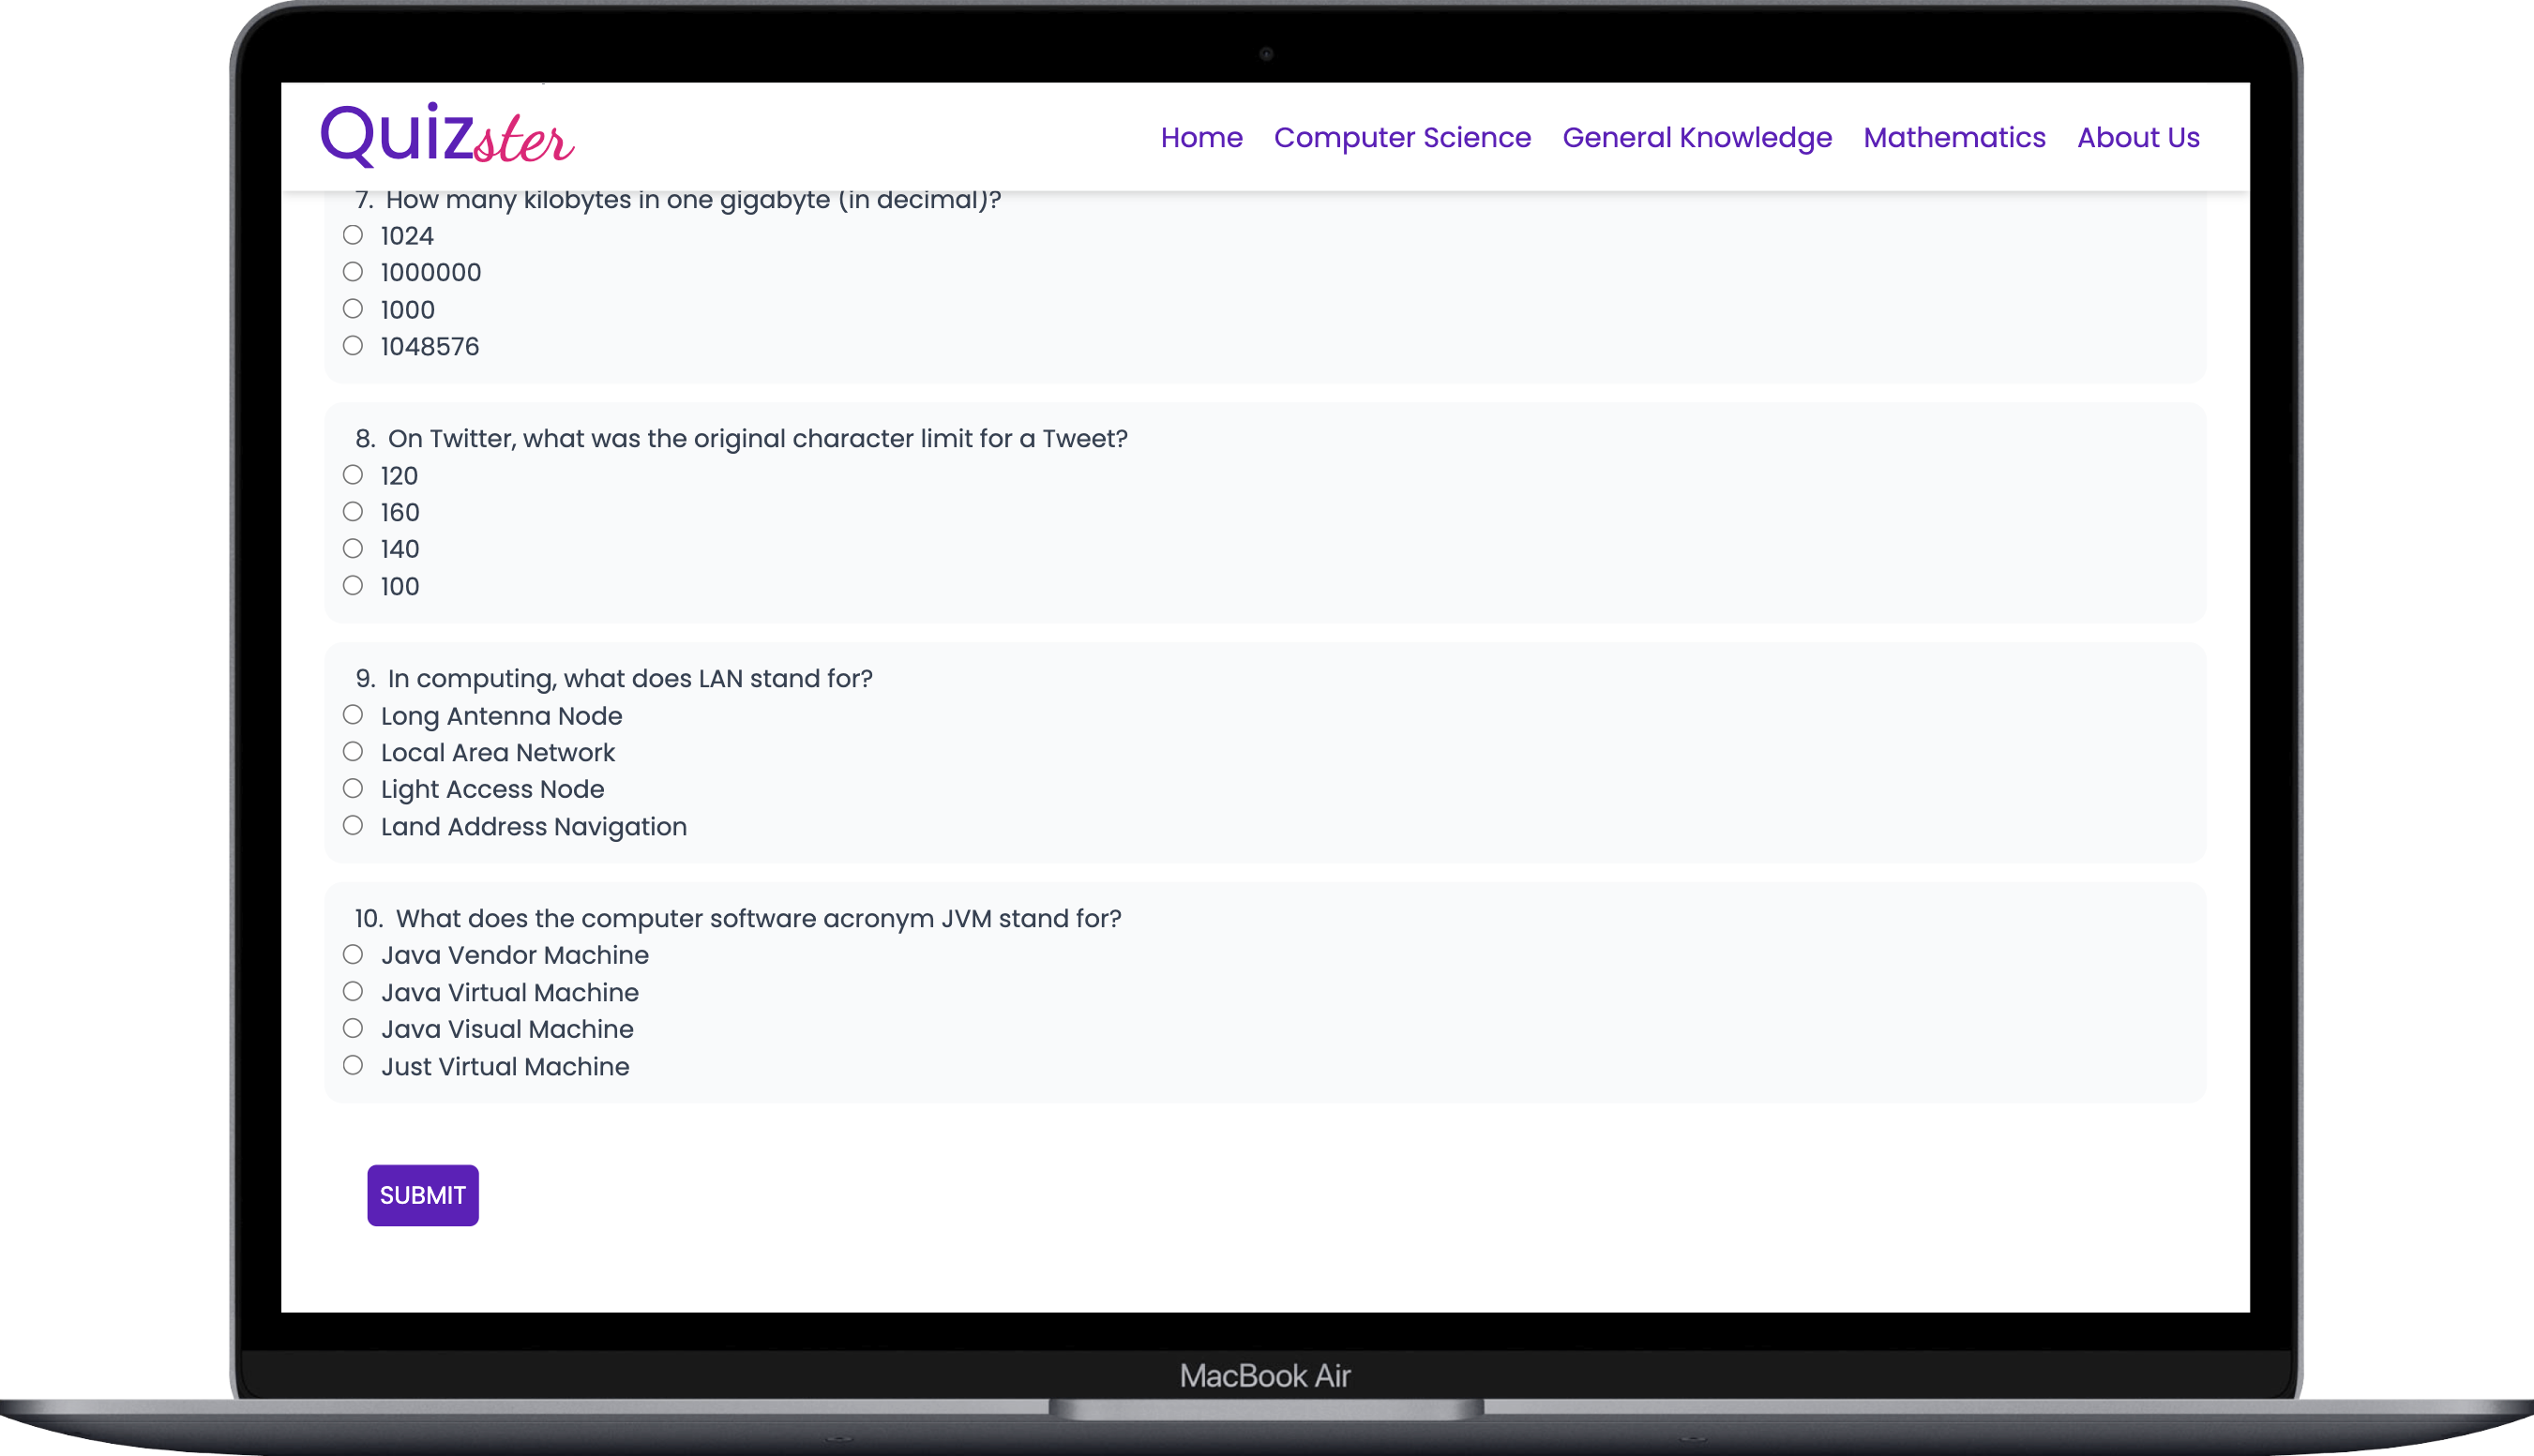 Quizster
Home Computer Science General Knowledge Mathematics About Us
7. How many kilobytes in one gigabyte (in decimal)?
1024
1000000
1000
1048576
8. On Twitter, what was the original character limit for a Tweet?
120
160
140
100
9. In computing, what does LAN stand for?
Long Antenna Node
Local Area Network
Light Access Node
Land Address Navigation
10. What does the computer software acronym JVM stand for?
Java Vendor Machine
Java Virtual Machine
Java Visual Machine
Just Virtual Machine
SUBMIT
MacBook Air